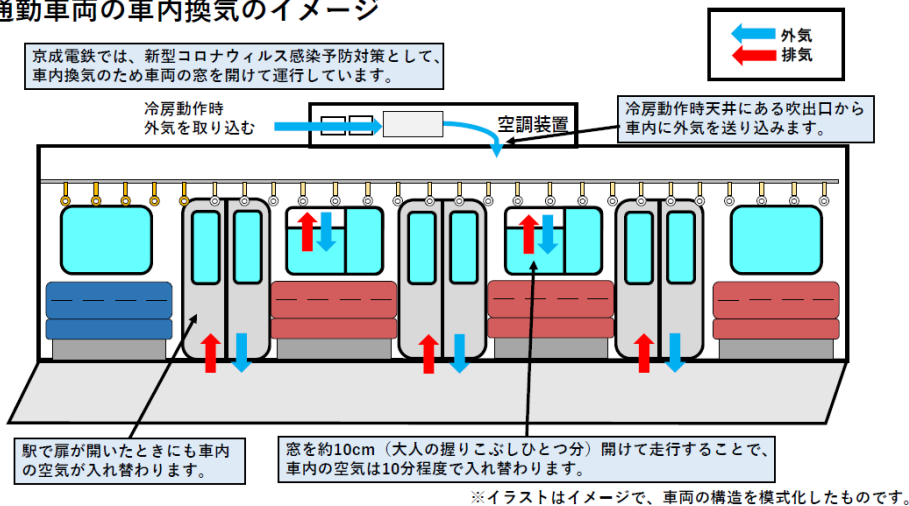 通勤車両の車内換気のイメージ
外気
排気
京成電鉄では、新型コロナウィルス感染予防対策として、
車内換気のため車両の窓を開けて運行しています。
冷房動作時
外気を取り込む
空調装置
冷房動作時天井にある吹出口から
車内に外気を送り込みます。
駅で扉が開いたときにも車内
の空気が入れ替わります。
窓を約10cm（大人の握りこぶしひとつ分）開けて走行することで、
車内の空気は10分程度で入れ替わります。
※イラストはイメージで、車両の構造を模式化したものです。